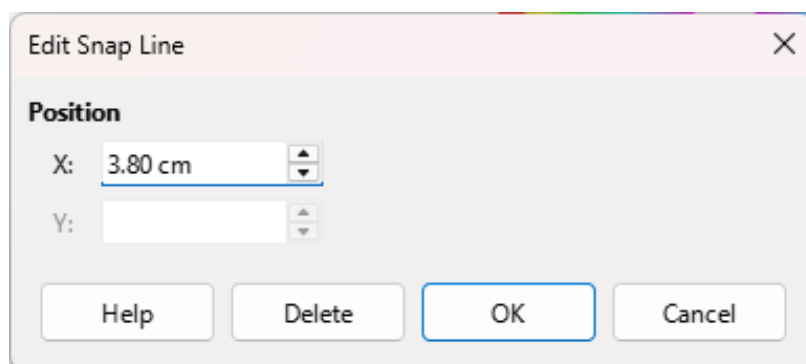 Edit Snap Line
Position
X: 3.80 cm
Y:
Help Delete OK Cancel